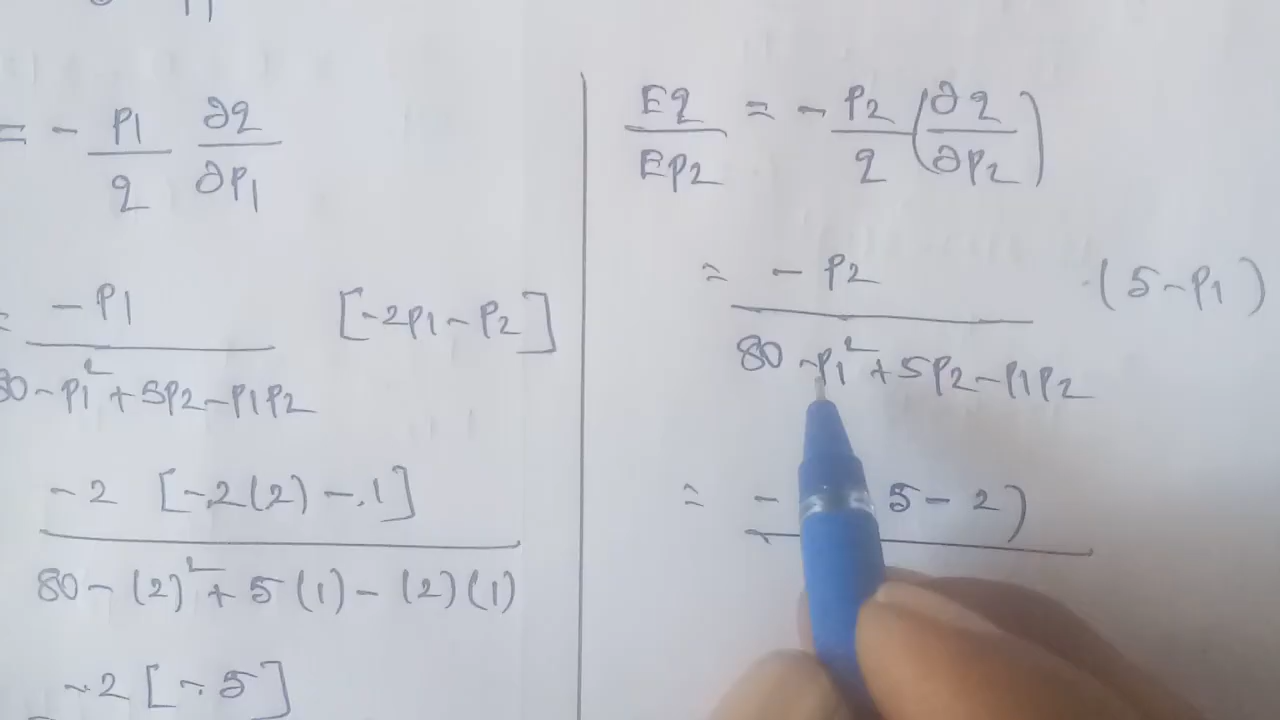 = - p1/q ∂q/∂p1
= -p1/80-p1²+5p2-p1p2 [-2p1-p2]
-2 [-2(2)-1]/80-(2)²+5(1)-(2)(1)
-2[-5]
Eq/Ep2 = - p2/q (∂q/∂p2)
= -p2/80-p1²+5p2-p1p2 · (5-p1)
= - 5-2)